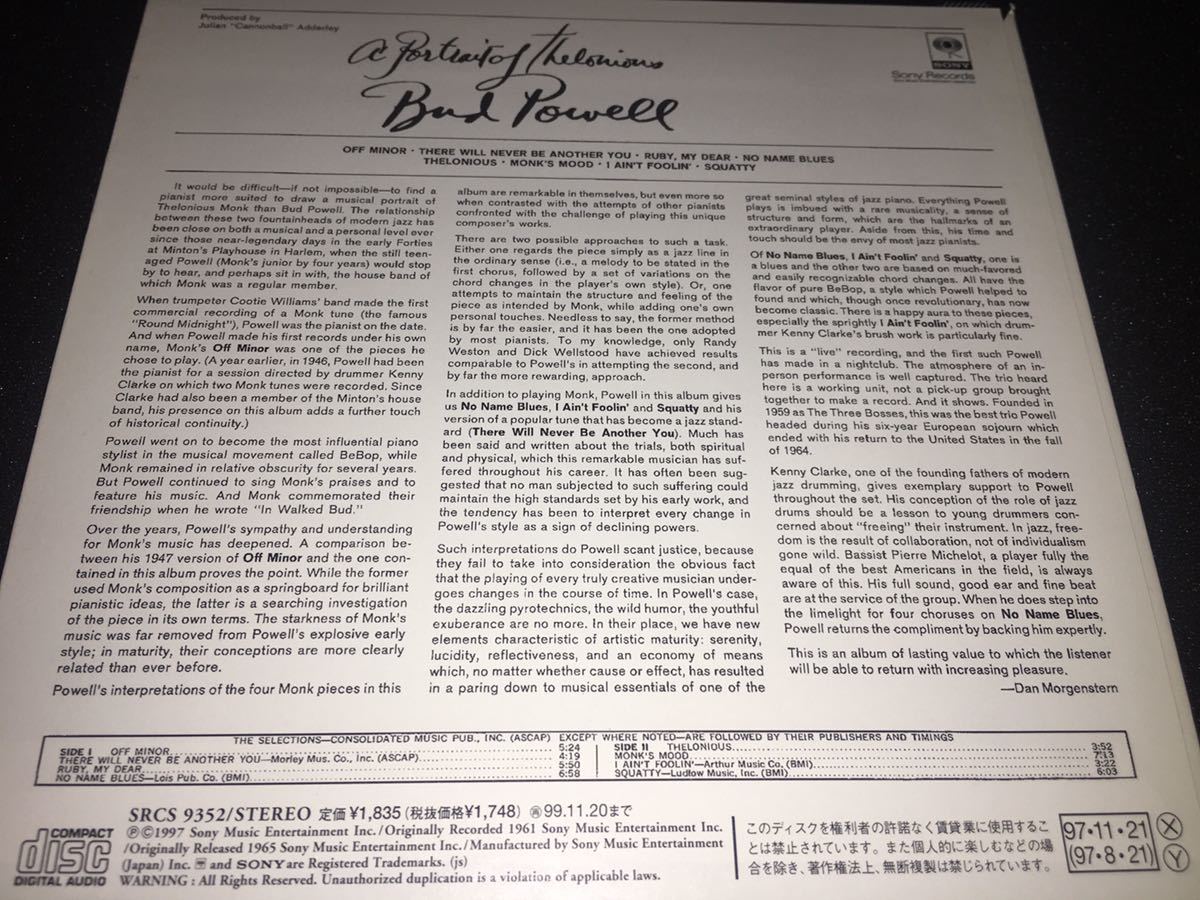 Produced by
Julian "Cannonball" Adderley
A Portrait of Thelonious
Bud Powell
SONY
Sony Records
OFF MINOR · THERE WILL NEVER BE ANOTHER YOU · RUBY, MY DEAR · NO NAME BLUES
THELONIOUS · MONK'S MOOD · I AIN'T FOOLIN' · SQUATTY
It would be difficult—if not impossible—to find a
pianist more suited to draw a musical portrait of
Thelonious Monk than Bud Powell. The relationship
between these two fountainheads of modern jazz has
been close on both a musical and a personal level ever
since those near-legendary days in the early Forties
at Minton's Playhouse in Harlem, when the still teen-
aged Powell (Monk's junior by four years) would stop
by to hear, and perhaps sit in with, the house band of
which Monk was a regular member.
When trumpeter Cootie Williams' band made the first
commercial recording of a Monk tune (the famous
"Round Midnight"), Powell was the pianist on the date.
And when Powell made his first records under his own
name, Monk's Off Minor was one of the pieces he
chose to play. (A year earlier, in 1946, Powell had been
the pianist for a session directed by drummer Kenny
Clarke on which two Monk tunes were recorded. Since
Clarke had also been a member of the Minton's house
band, his presence on this album adds a further touch
of historical continuity.)
Powell went on to become the most influential piano
stylist in the musical movement called BeBop, while
Monk remained in relative obscurity for several years.
But Powell continued to sing Monk's praises and to
feature his music. And Monk commemorated their
friendship when he wrote "In Walked Bud."
Over the years, Powell's sympathy and understanding
for Monk's music has deepened. A comparison be-
tween his 1947 version of Off Minor and the one con-
tained in this album proves the point. While the former
used Monk's composition as a springboard for brilliant
pianistic ideas, the latter is a searching investigation
of the piece in its own terms. The starkness of Monk's
music was far removed from Powell's explosive early
style; in maturity, their conceptions are more clearly
related than ever before.
Powell's interpretations of the four Monk pieces in this
album are remarkable in themselves, but even more so
when contrasted with the attempts of other pianists
confronted with the challenge of playing this unique
composer's works.
There are two possible approaches to such a task.
Either one regards the piece simply as a jazz line in
the ordinary sense (i.e., a melody to be stated in the
first chorus, followed by a set of variations on the
chord changes in the player's own style). Or, one
attempts to maintain the structure and feeling of the
piece as intended by Monk, while adding one's own
personal touches. Needless to say, the former method
is by far the easier, and it has been the one adopted
by most pianists. To my knowledge, only Randy
Weston and Dick Wellstood have achieved results
comparable to Powell's in attempting the second, and
by far the more rewarding, approach.
In addition to playing Monk, Powell in this album gives
us No Name Blues, I Ain't Foolin' and Squatty and his
version of a popular tune that has become a jazz stand-
ard (There Will Never Be Another You). Much has
been said and written about the trials, both spiritual
and physical, which this remarkable musician has suf-
fered throughout his career. It has often been sug-
gested that no man subjected to such suffering could
maintain the high standards set by his early work, and
the tendency has been to interpret every change in
Powell's style as a sign of declining powers.
Such interpretations do Powell scant justice, because
they fail to take into consideration the obvious fact
that the playing of every truly creative musician under-
goes changes in the course of time. In Powell's case,
the dazzling pyrotechnics, the wild humor, the youthful
exuberance are no more. In their place, we have new
elements characteristic of artistic maturity: serenity,
lucidity, reflectiveness, and an economy of means
which, no matter whether cause or effect, has resulted
in a paring down to musical essentials of one of the
great seminal styles of jazz piano. Everything Powell
plays is imbued with a rare musicality, a sense of
structure and form, which are the hallmarks of an
extraordinary player. Aside from this, his time and
touch should be the envy of most jazz pianists.
Of No Name Blues, I Ain't Foolin' and Squatty, one is
a blues and the other two are based on much-favored
and easily recognizable chord changes. All have the
flavor of pure BeBop, a style which Powell helped to
found and which, though once revolutionary, has now
become classic. There is a happy aura to these pieces,
especially the sprightly I Ain't Foolin', on which drum-
mer Kenny Clarke's brush work is particularly fine.
This is a "live" recording, and the first such Powell
has made in a nightclub. The atmosphere of an in-
person performance is well captured. The trio heard
here is a working unit, not a pick-up group brought
together to make a record. And it shows. Founded in
1959 as The Three Bosses, this was the best trio Powell
headed during his six-year European sojourn which
ended with his return to the United States in the fall
of 1964.
Kenny Clarke, one of the founding fathers of modern
jazz drumming, gives exemplary support to Powell
throughout the set. His conception of the role of jazz
drums should be a lesson to young drummers con-
cerned about "freeing" their instrument. In jazz, free-
dom is the result of collaboration, not of individualism
gone wild. Bassist Pierre Michelot, a player fully the
equal of the best Americans in the field, is always
aware of this. His full sound, good ear and fine beat
are at the service of the group. When he does step into
the limelight for four choruses on No Name Blues,
Powell returns the compliment by backing him expertly.
This is an album of lasting value to which the listener
will be able to return with increasing pleasure.
—Dan Morgenstern
THE SELECTIONS—CONSOLIDATED MUSIC PUB., INC. (ASCAP) EXCEPT WHERE NOTED—ARE FOLLOWED BY THEIR PUBLISHERS AND TIMINGS
SIDE I OFF MINOR 5:24
THERE WILL NEVER BE ANOTHER YOU—Morley Mus. Co., Inc. (ASCAP) 4:19
RUBY, MY DEAR 5:50
NO NAME BLUES—Lois Pub. Co. (BMI) 6:58
SIDE II THELONIOUS 3:52
MONK'S MOOD 7:13
I AIN'T FOOLIN'—Arthur Music Co. (BMI) 3:22
SQUATTY—Ludlow Music, Inc. (BMI) 6:03
COMPACT
disc
DIGITAL AUDIO
SRCS 9352/STEREO 定価¥1,835(税抜価格¥1,748) 再99.11.20まで
ⓅⒸ1997 Sony Music Entertainment Inc./Originally Recorded 1961 Sony Music Entertainment Inc.
/Originally Released 1965 Sony Music Entertainment Inc./Manufactured by Sony Music Entertainment
(Japan) Inc. and SONY are Registered Trademarks. (js)
WARNING : All Rights Reserved. Unauthorized duplication is a violation of applicable laws.
このディスクを権利者の許諾なく賃貸業に使用するこ
とは禁止されています。また個人的に楽しむなどの場
合を除き、著作権法上、無断複製は禁じられています。
97・11・21
(97・8・21)
X
Y